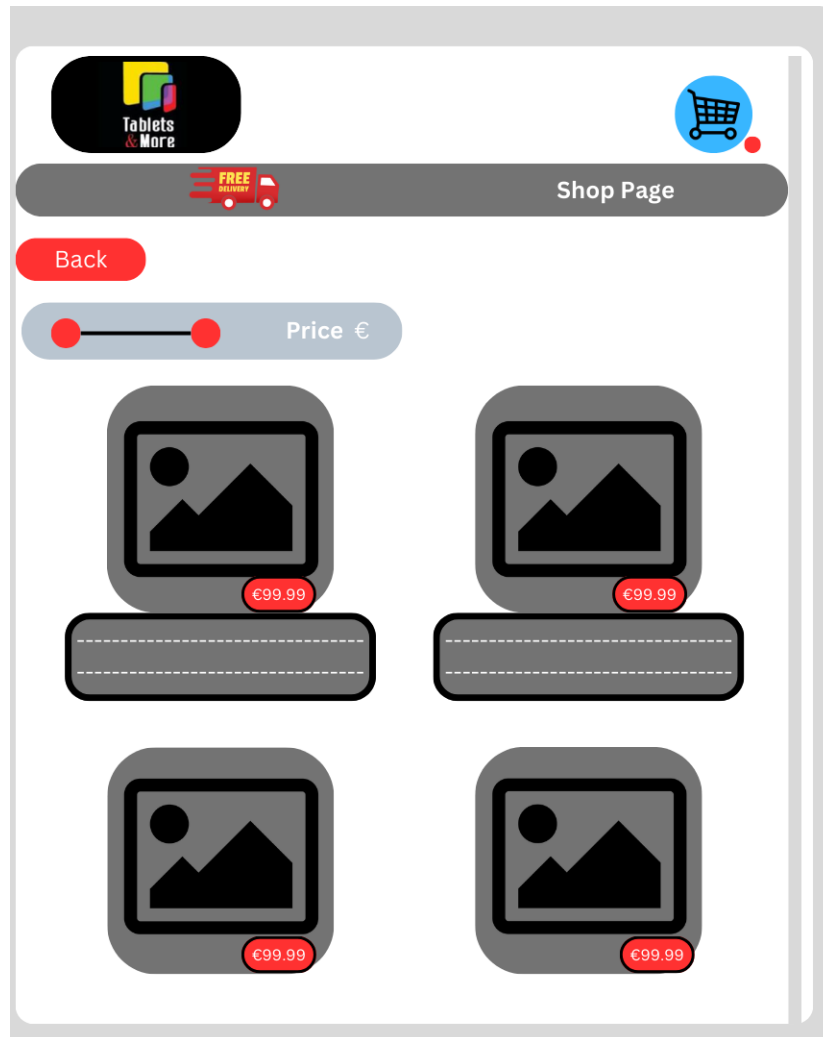 Tablets
& More
FREE
DELIVERY
Shop Page
Back
Price €
€99.99
€99.99
€99.99
€99.99